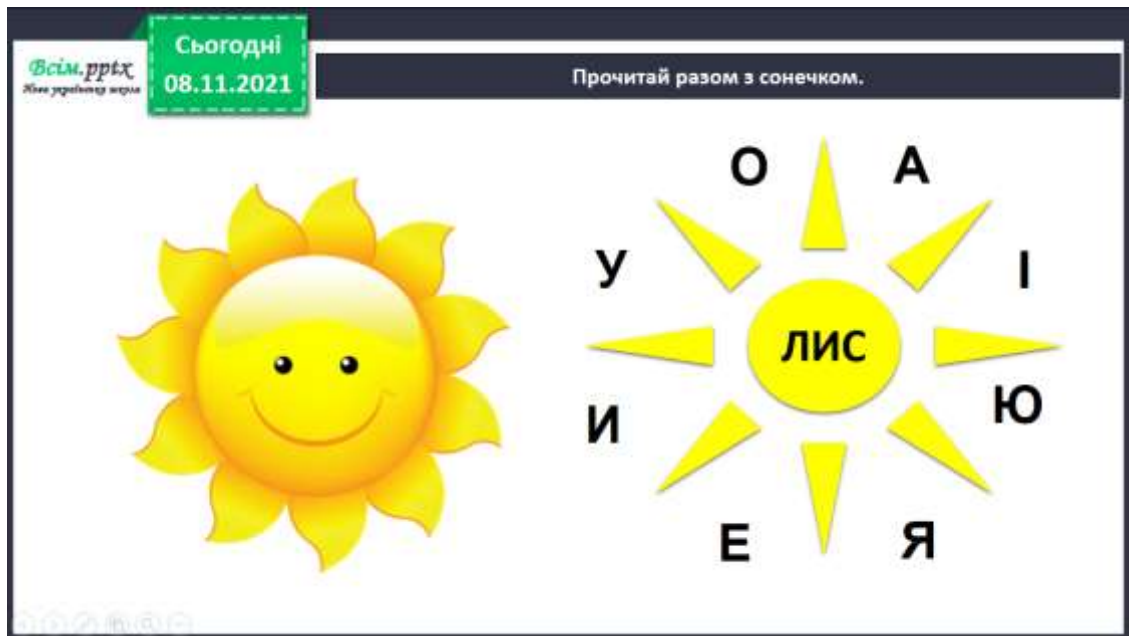 Всім.pptx
Нова українська школа
Сьогодні
08.11.2021
Прочитай разом з сонечком.
О А
У І
ЛИС
И Ю
Е Я